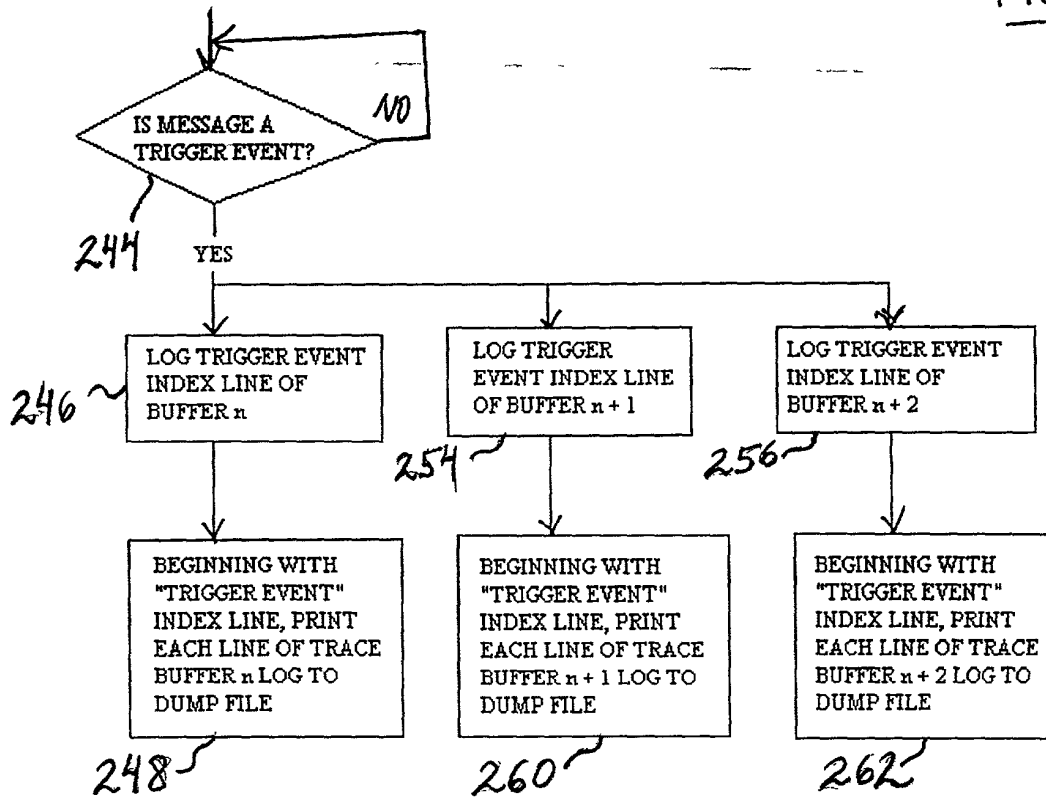 NO
IS MESSAGE A
TRIGGER EVENT?
244
YES
LOG TRIGGER EVENT
INDEX LINE OF
BUFFER n
246
LOG TRIGGER
EVENT INDEX LINE
OF BUFFER n + 1
254
LOG TRIGGER EVENT
INDEX LINE OF
BUFFER n + 2
256
BEGINNING WITH
"TRIGGER EVENT"
INDEX LINE, PRINT
EACH LINE OF TRACE
BUFFER n LOG TO
DUMP FILE
248
BEGINNING WITH
"TRIGGER EVENT"
INDEX LINE, PRINT
EACH LINE OF TRACE
BUFFER n + 1 LOG TO
DUMP FILE
260
BEGINNING WITH
"TRIGGER EVENT"
INDEX LINE, PRINT
EACH LINE OF TRACE
BUFFER n + 2 LOG TO
DUMP FILE
262